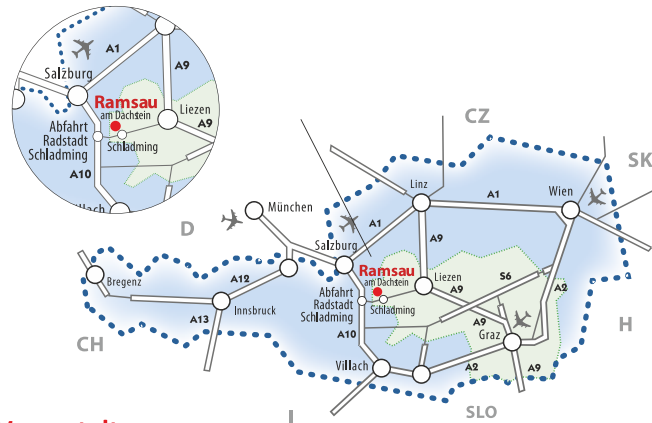 A1
A9
Salzburg
Ramsau
am Dachstein
Liezen
A9
Abfahrt
Radstadt
Schladming
Schladming
A10
CZ
SK
Linz
A1
Wien
München
D
A1
Salzburg
A9
Ramsau
am Dachstein
Liezen
S6
A12
Bregenz
Abfahrt
Radstadt
Schladming
Schladming
A9
A2
A13
Innsbruck
A10
A9
Graz
H
CH
Villach
A2
A9
SLO
I